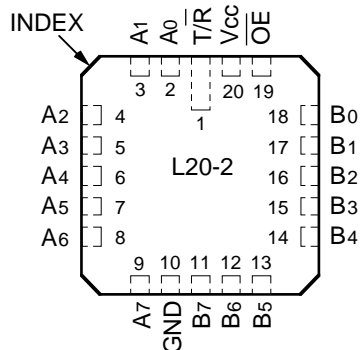 INDEX
A1 A0 T/R̅ Vcc O̅E̅
3 2 20 19
1
A2 4 18 B0
A3 5 17 B1
A4 6 L20-2 16 B2
A5 7 15 B3
A6 8 14 B4
9 10 11 12 13
A7 GND B7 B6 B5